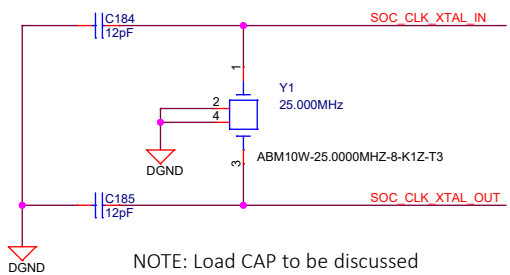 C184
12pF
SOC_CLK_XTAL_IN
1
Y1
25.000MHz
2
4
DGND
3
ABM10W-25.0000MHZ-8-K1Z-T3
C185
12pF
SOC_CLK_XTAL_OUT
DGND
NOTE: Load CAP to be discussed